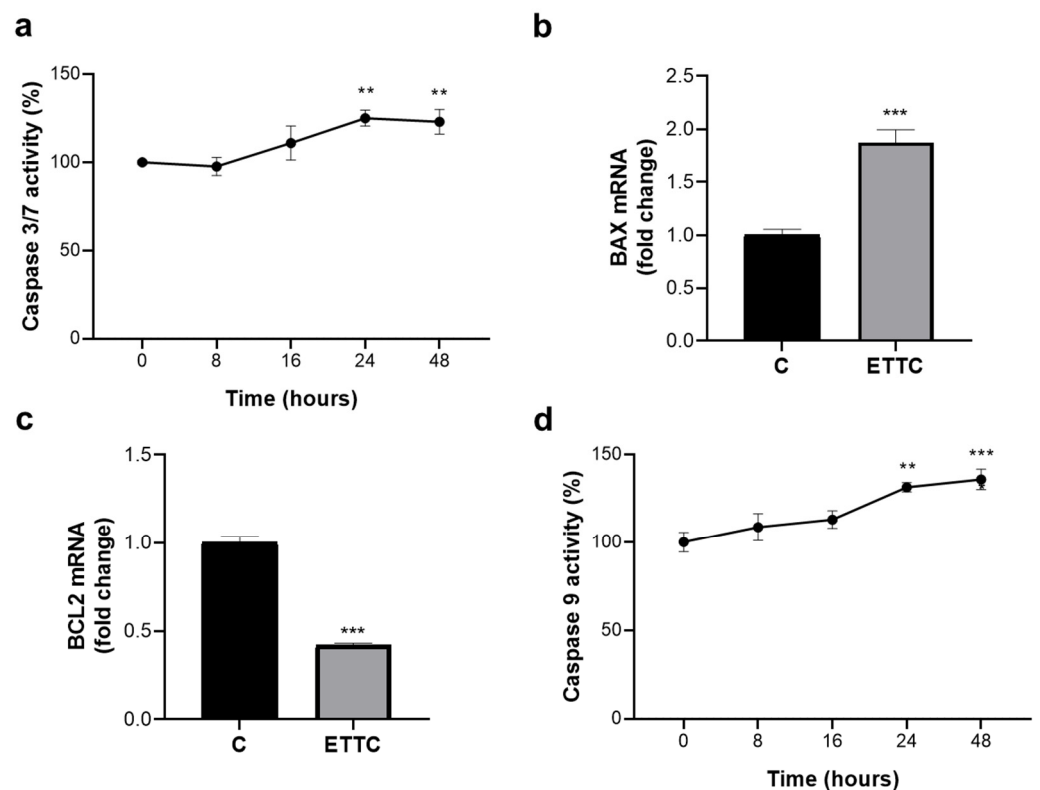 a
Caspase 3/7 activity (%)
150
100
50
0
** **
0 8 16 24 48
Time (hours)
b
BAX mRNA
(fold change)
2.5
2.0
1.5
1.0
0.5
0.0
***
C ETTC
c
BCL2 mRNA
(fold change)
1.5
1.0
0.5
0.0
***
C ETTC
d
Caspase 9 activity (%)
150
100
50
0
** ***
0 8 16 24 48
Time (hours)